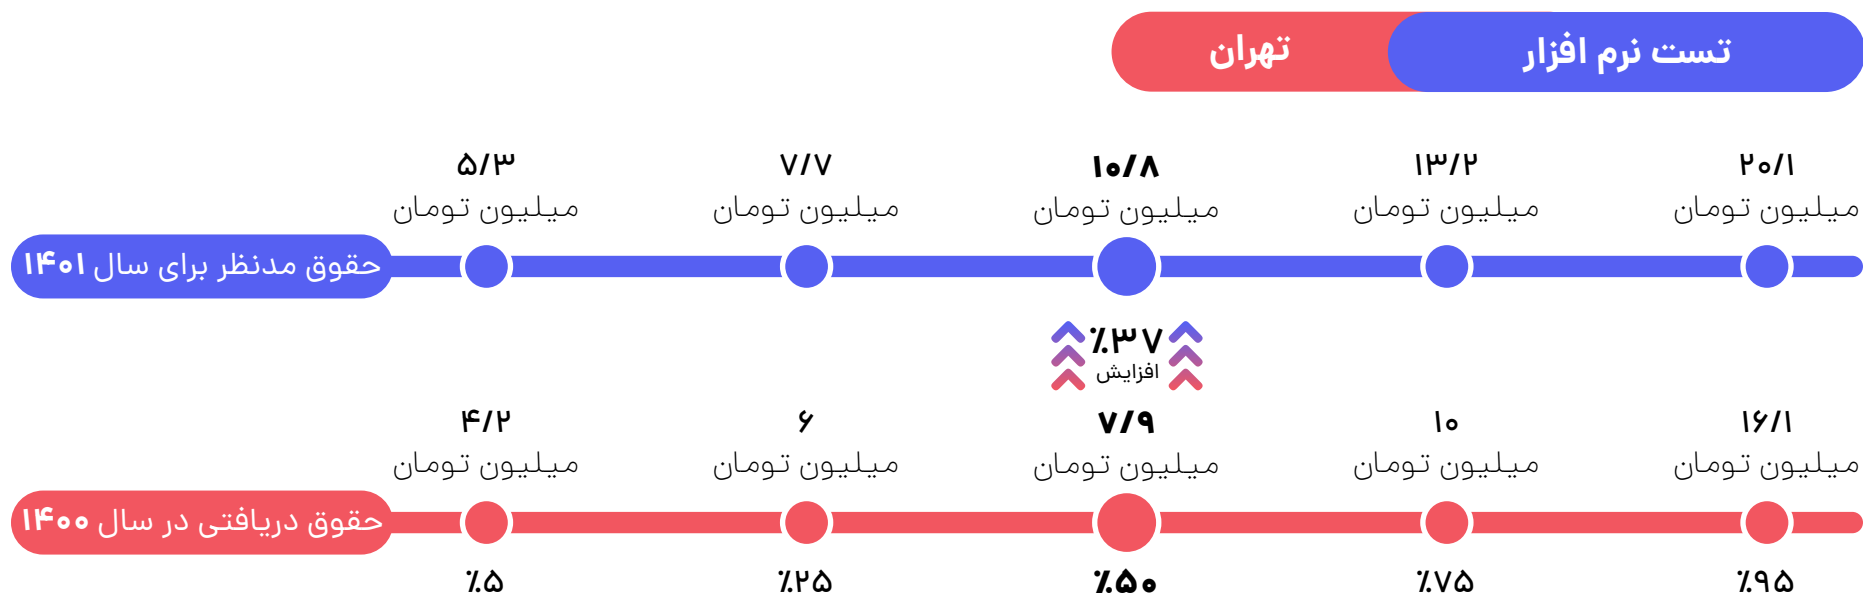 تست نرم افزار
تهران
۵/۳ ۷/۷ ۱۰/۸ ۱۳/۲ ۲۰/۱
میلیون تومان میلیون تومان میلیون تومان میلیون تومان میلیون تومان
حقوق مدنظر برای سال ۱۴۰۱
٪۳۷
افزایش
۴/۲ ۶ ۷/۹ ۱۰ ۱۶/۱
میلیون تومان میلیون تومان میلیون تومان میلیون تومان میلیون تومان
حقوق دریافتی در سال ۱۴۰۰
٪۵ ٪۲۵ ٪۵۰ ٪۷۵ ٪۹۵